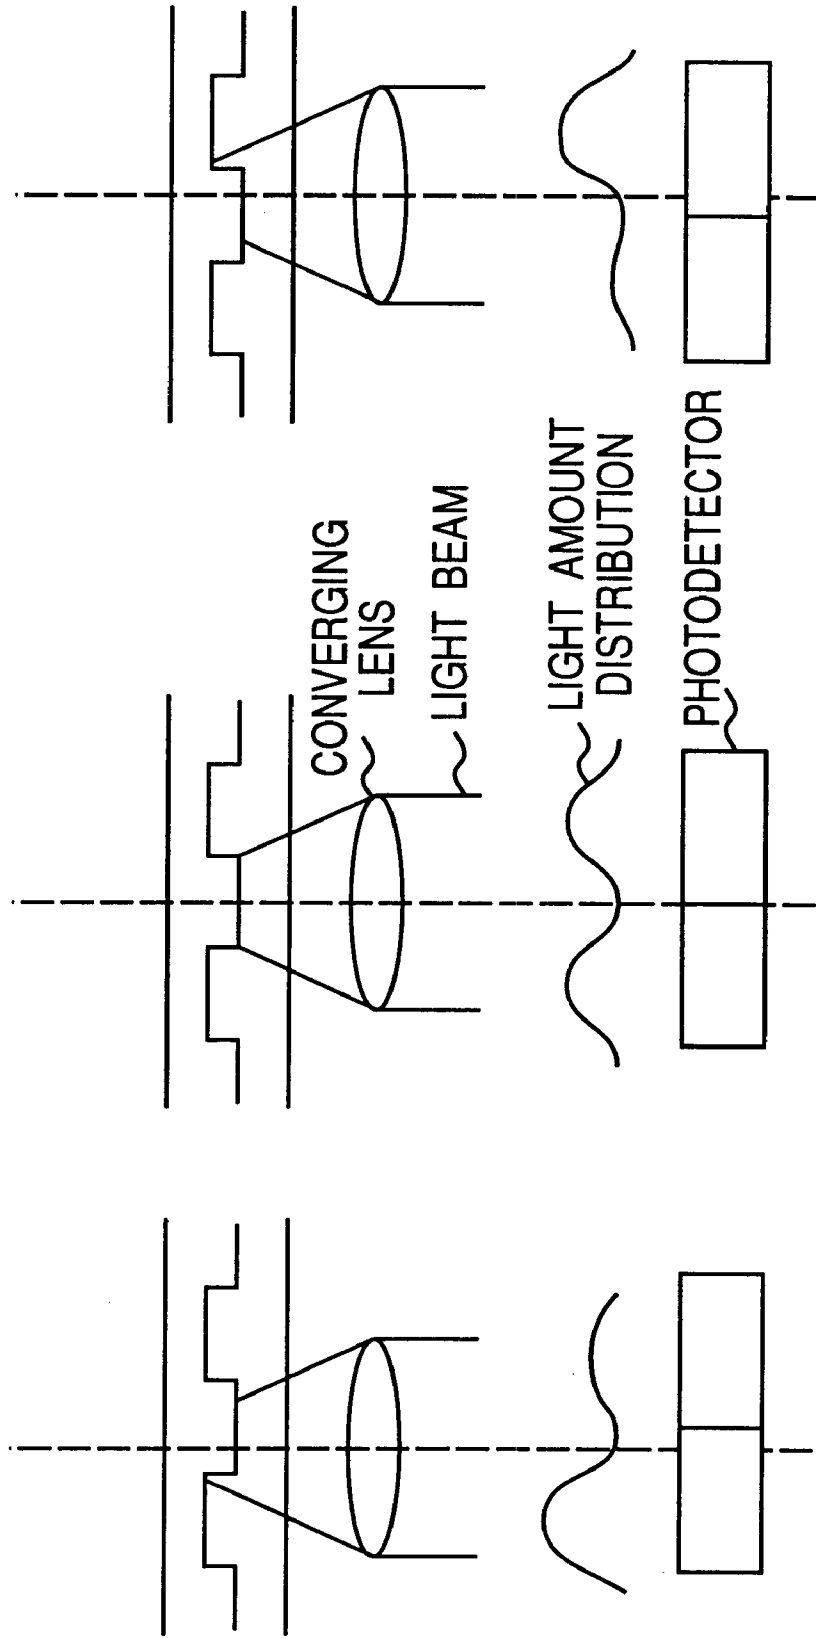 CONVERGING
LENS
LIGHT BEAM
LIGHT AMOUNT
DISTRIBUTION
PHOTODETECTOR